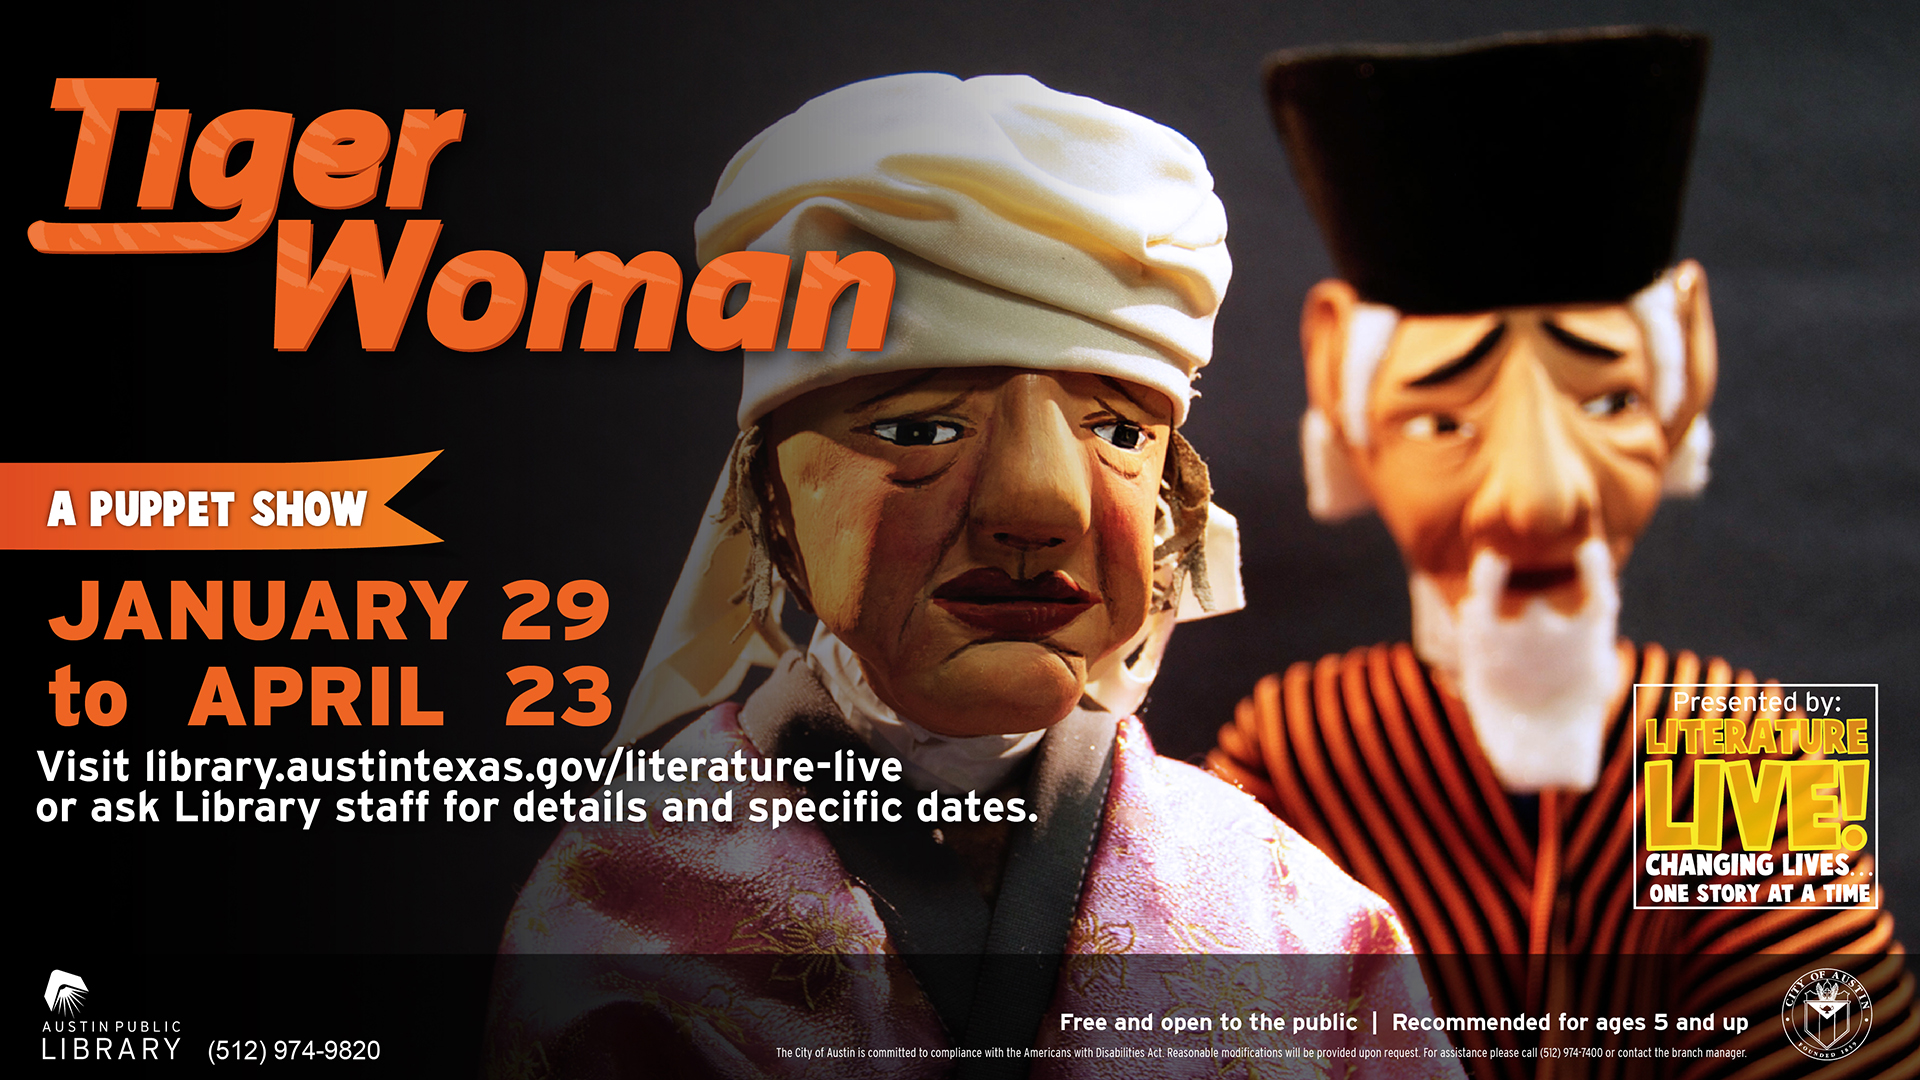 Tiger
Woman
A PUPPET SHOW
JANUARY 29
to APRIL 23
Visit library.austintexas.gov/literature-live
or ask Library staff for details and specific dates.
Presented by:
LITERATURE
LIVE!
CHANGING LIVES...
ONE STORY AT A TIME
AUSTIN PUBLIC
LIBRARY
(512) 974-9820
Free and open to the public | Recommended for ages 5 and up
The City of Austin is committed to compliance with the Americans with Disabilities Act. Reasonable modifications will be provided upon request. For assistance please call (512) 974-7400 or contact the branch manager.
CITY OF AUSTIN
FOUNDED 1839